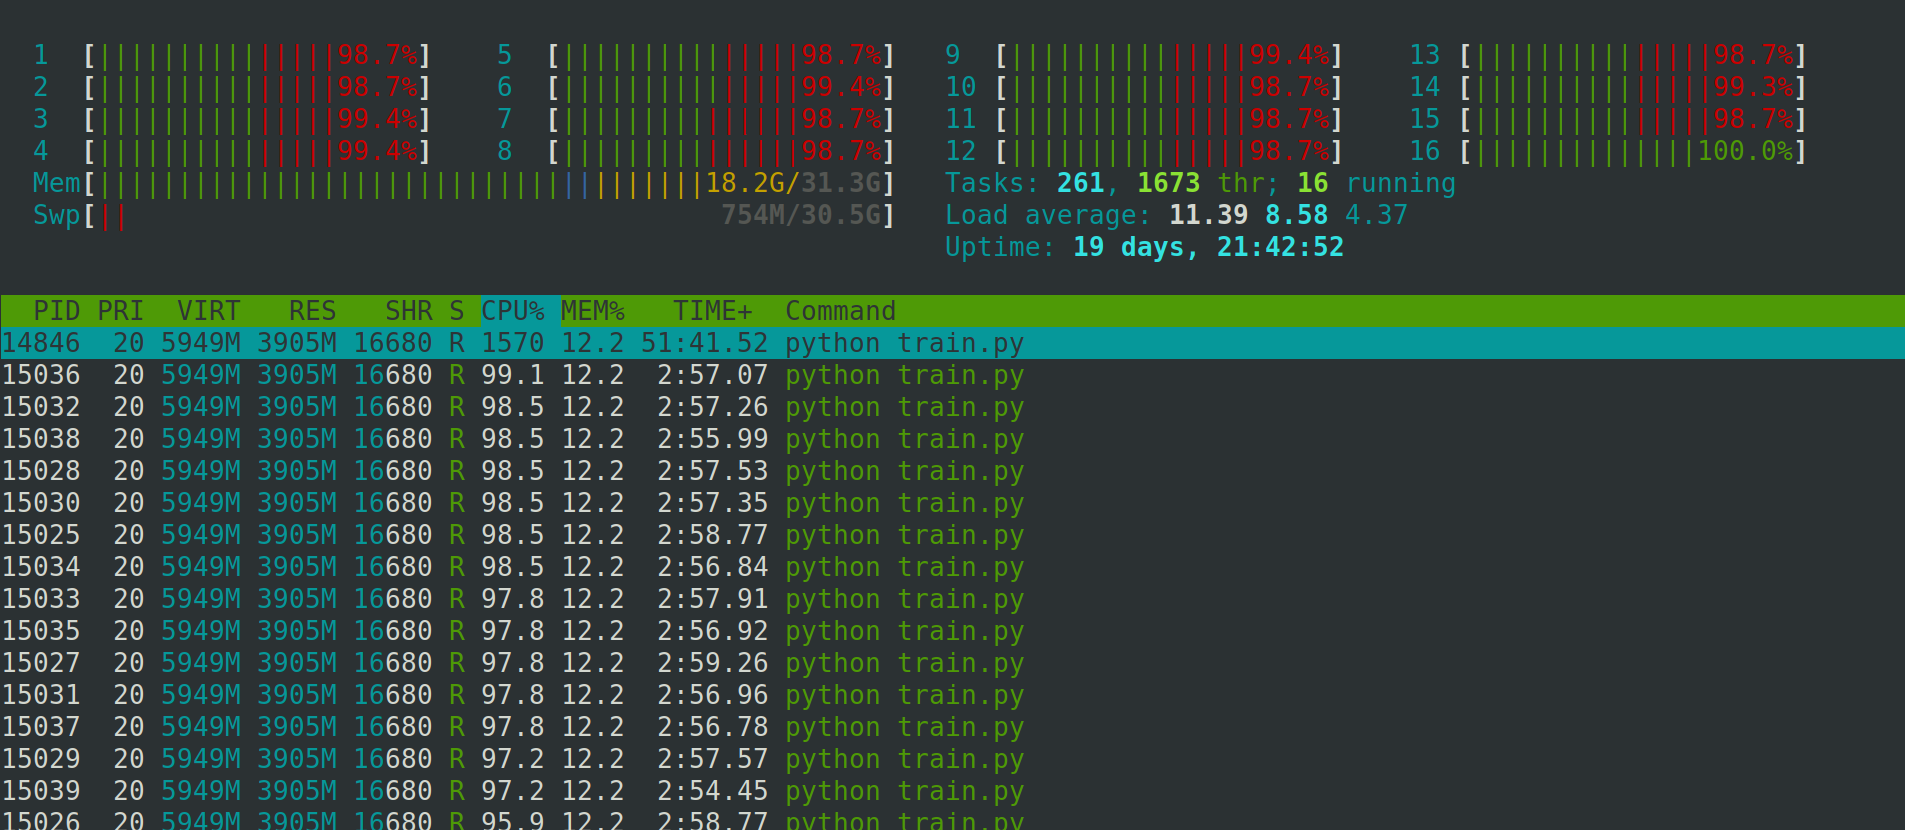 1 [|||||||||||||||98.7%] 5 [|||||||||||||||98.7%] 9 [|||||||||||||||99.4%] 13 [|||||||||||||||98.7%]
2 [|||||||||||||||98.7%] 6 [|||||||||||||||99.4%] 10 [|||||||||||||||98.7%] 14 [|||||||||||||||99.3%]
3 [|||||||||||||||99.4%] 7 [|||||||||||||||98.7%] 11 [|||||||||||||||98.7%] 15 [|||||||||||||||98.7%]
4 [|||||||||||||||99.4%] 8 [|||||||||||||||98.7%] 12 [|||||||||||||||98.7%] 16 [||||||||||||||100.0%]
Mem[||||||||||||||||||||||||||||||||||||||18.2G/31.3G] Tasks: 261, 1673 thr; 16 running
Swp[|| 754M/30.5G] Load average: 11.39 8.58 4.37
Uptime: 19 days, 21:42:52
PID PRI VIRT RES SHR S CPU% MEM% TIME+ Command
14846 20 5949M 3905M 16680 R 1570 12.2 51:41.52 python train.py
15036 20 5949M 3905M 16680 R 99.1 12.2 2:57.07 python train.py
15032 20 5949M 3905M 16680 R 98.5 12.2 2:57.26 python train.py
15038 20 5949M 3905M 16680 R 98.5 12.2 2:55.99 python train.py
15028 20 5949M 3905M 16680 R 98.5 12.2 2:57.53 python train.py
15030 20 5949M 3905M 16680 R 98.5 12.2 2:57.35 python train.py
15025 20 5949M 3905M 16680 R 98.5 12.2 2:58.77 python train.py
15034 20 5949M 3905M 16680 R 98.5 12.2 2:56.84 python train.py
15033 20 5949M 3905M 16680 R 97.8 12.2 2:57.91 python train.py
15035 20 5949M 3905M 16680 R 97.8 12.2 2:56.92 python train.py
15027 20 5949M 3905M 16680 R 97.8 12.2 2:59.26 python train.py
15031 20 5949M 3905M 16680 R 97.8 12.2 2:56.96 python train.py
15037 20 5949M 3905M 16680 R 97.8 12.2 2:56.78 python train.py
15029 20 5949M 3905M 16680 R 97.2 12.2 2:57.57 python train.py
15039 20 5949M 3905M 16680 R 97.2 12.2 2:54.45 python train.py
15026 20 5949M 3905M 16680 R 95.9 12.2 2:58.77 python train.py